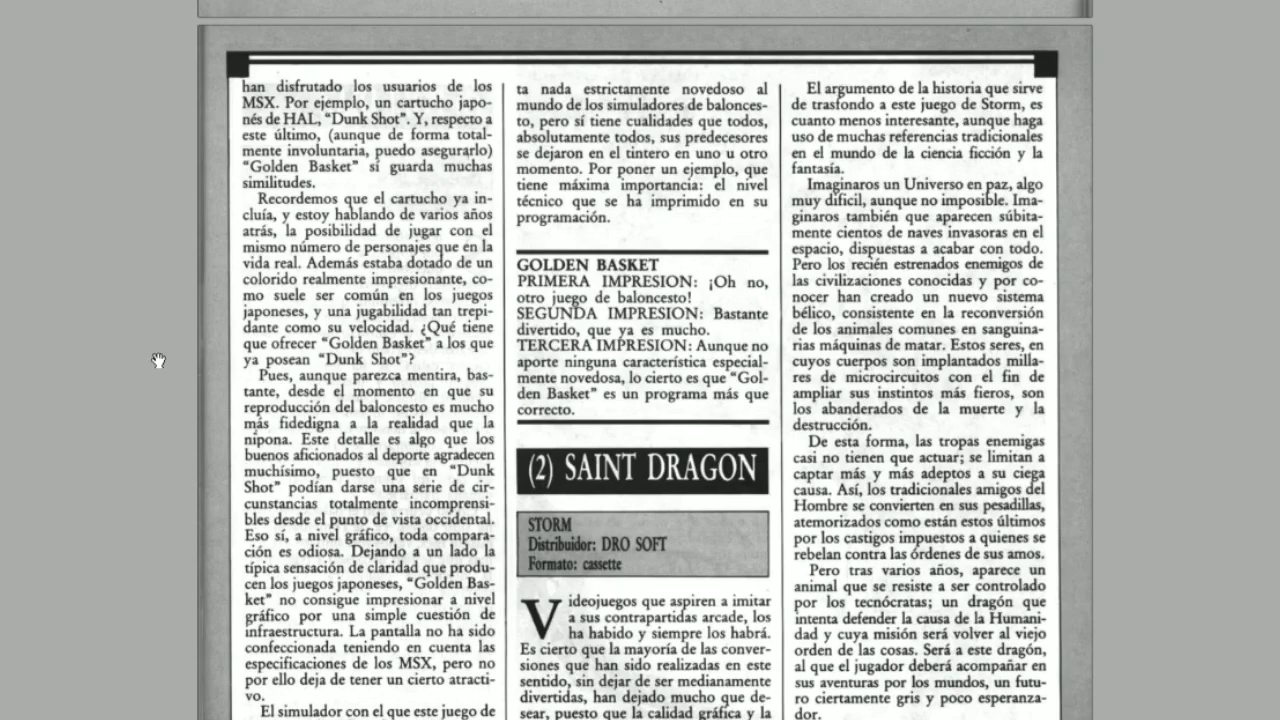 han disfrutado los usuarios de los
MSX. Por ejemplo, un cartucho japo-
nés de HAL, “Dunk Shot”. Y, respecto a
este último, (aunque de forma total-
mente involuntaria, puedo asegurarlo)
“Golden Basket” sí guarda muchas
similitudes.
Recordemos que el cartucho ya in-
cluía, y estoy hablando de varios años
atrás, la posibilidad de jugar con el
mismo número de personajes que en la
vida real. Además estaba dotado de un
colorido realmente impresionante, co-
mo suele ser común en los juegos
japoneses, y una jugabilidad tan trepi-
dante como su velocidad. ¿Qué tiene
que ofrecer “Golden Basket” a los que
ya posean “Dunk Shot”?
Pues, aunque parezca mentira, bas-
tante, desde el momento en que su
reproducción del baloncesto es mucho
más fidedigna a la realidad que la
nipona. Este detalle es algo que los
buenos aficionados al deporte agradecen
muchísimo, puesto que en “Dunk
Shot” podían darse una serie de cir-
cunstancias totalmente incomprensi-
bles desde el punto de vista occidental.
Eso sí, a nivel gráfico, toda compara-
ción es odiosa. Dejando a un lado la
típica sensación de claridad que produ-
cen los juegos japoneses, “Golden Bas-
ket” no consigue impresionar a nivel
gráfico por una simple cuestión de
infraestructura. La pantalla no ha sido
confeccionada teniendo en cuenta las
especificaciones de los MSX, pero no
por ello deja de tener un cierto atracti-
vo.
El simulador con el que este juego de
ta nada estrictamente novedoso al
mundo de los simuladores de balonces-
to, pero sí tiene cualidades que todos,
absolutamente todos, sus predecesores
se dejaron en el tintero en uno u otro
momento. Por poner un ejemplo, que
tiene máxima importancia: el nivel
técnico que se ha imprimido en su
programación.
GOLDEN BASKET
PRIMERA IMPRESION: ¡Oh no,
otro juego de baloncesto!
SEGUNDA IMPRESION: Bastante
divertido, que ya es mucho.
TERCERA IMPRESION: Aunque no
aporte ninguna característica especial-
mente novedosa, lo cierto es que “Gol-
den Basket” es un programa más que
correcto.
(2) SAINT DRAGON
STORM
Distribuidor: DRO SOFT
Formato: cassette
Videojuegos que aspiren a imitar
a sus contrapartidas arcade, los
ha habido y siempre los habrá.
Es cierto que la mayoría de las conver-
siones que han sido realizadas en este
sentido, sin dejar de ser medianamente
divertidas, han dejado mucho que de-
sear, puesto que la calidad gráfica y la
El argumento de la historia que sirve
de trasfondo a este juego de Storm, es
cuanto menos interesante, aunque haga
uso de muchas referencias tradicionales
en el mundo de la ciencia ficción y la
fantasía.
Imaginaros un Universo en paz, algo
muy difícil, aunque no imposible. Ima-
ginaros también que aparecen súbita-
mente cientos de naves invasoras en el
espacio, dispuestas a acabar con todo.
Pero los recién estrenados enemigos de
las civilizaciones conocidas y por co-
nocer han creado un nuevo sistema
bélico, consistente en la reconversión
de los animales comunes en sanguina-
rias máquinas de matar. Estos seres, en
cuyos cuerpos son implantados milla-
res de microcircuitos con el fin de
ampliar sus instintos más fieros, son
los abanderados de la muerte y la
destrucción.
De esta forma, las tropas enemigas
casi no tienen que actuar; se limitan a
captar más y más adeptos a su ciega
causa. Así, los tradicionales amigos del
Hombre se convierten en sus pesadillas,
atemorizados como están estos últimos
por los castigos impuestos a quienes se
rebelan contra las órdenes de sus amos.
Pero tras varios años, aparece un
animal que se resiste a ser controlado
por los tecnócratas; un dragón que
intenta defender la causa de la Humani-
dad y cuya misión será volver al viejo
orden de las cosas. Será a este dragón,
al que el jugador deberá acompañar en
sus aventuras por los mundos, un futu-
ro ciertamente gris y poco esperanza-
dor.